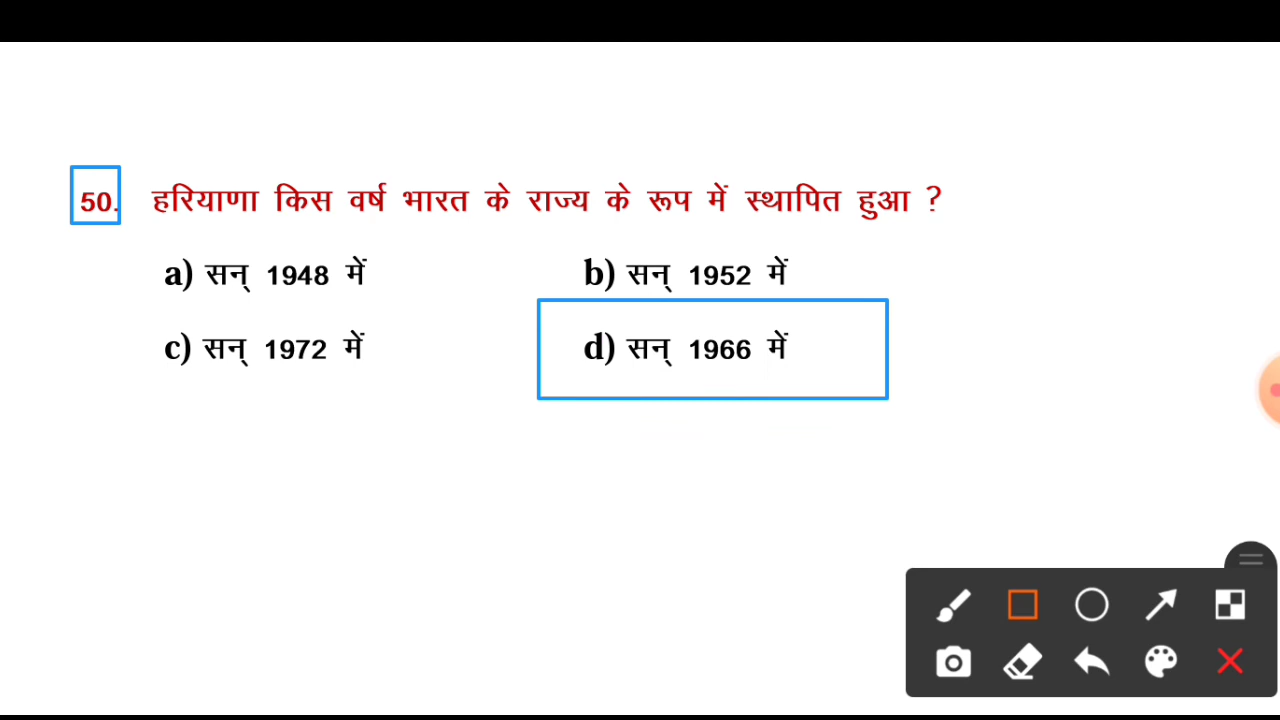 50. हरियाणा किस वर्ष भारत के राज्य के रूप में स्थापित हुआ ?
a) सन् 1948 में b) सन् 1952 में
c) सन् 1972 में d) सन् 1966 में